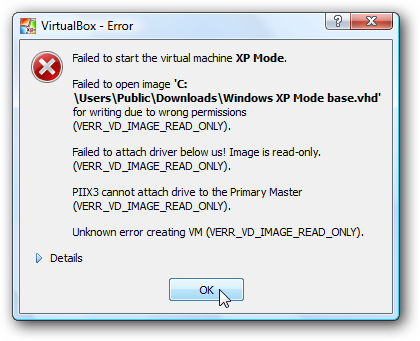 VirtualBox - Error
Failed to start the virtual machine XP Mode.
Failed to open image 'C:
\Users\Public\Downloads\Windows XP Mode base.vhd'
for writing due to wrong permissions
(VERR_VD_IMAGE_READ_ONLY).
Failed to attach driver below us! Image is read-only.
(VERR_VD_IMAGE_READ_ONLY).
PIIX3 cannot attach drive to the Primary Master
(VERR_VD_IMAGE_READ_ONLY).
Unknown error creating VM (VERR_VD_IMAGE_READ_ONLY).
Details
OK